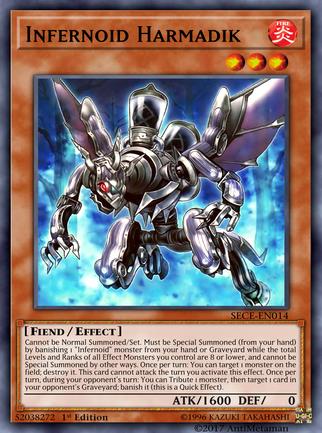 INFERNOID HARMADIK
FIRE
炎
SECE-EN014
[FIEND / EFFECT]
Cannot be Normal Summoned/Set. Must be Special Summoned (from your hand)
by banishing 1 "Infernoid" monster from your hand or Graveyard while the total
Levels and Ranks of all Effect Monsters you control are 8 or lower, and cannot be
Special Summoned by other ways. Once per turn: You can target 1 monster on the
field; destroy it. This card cannot attack the turn you activate this effect. Once per
turn, during your opponent's turn: You can Tribute 1 monster, then target 1 card in
your opponent's Graveyard; banish it (this is a Quick Effect).
ATK/1600 DEF/ 0
52038272 1st Edition ©1996 KAZUKI TAKAHASHI
©2017 AntiMetaman